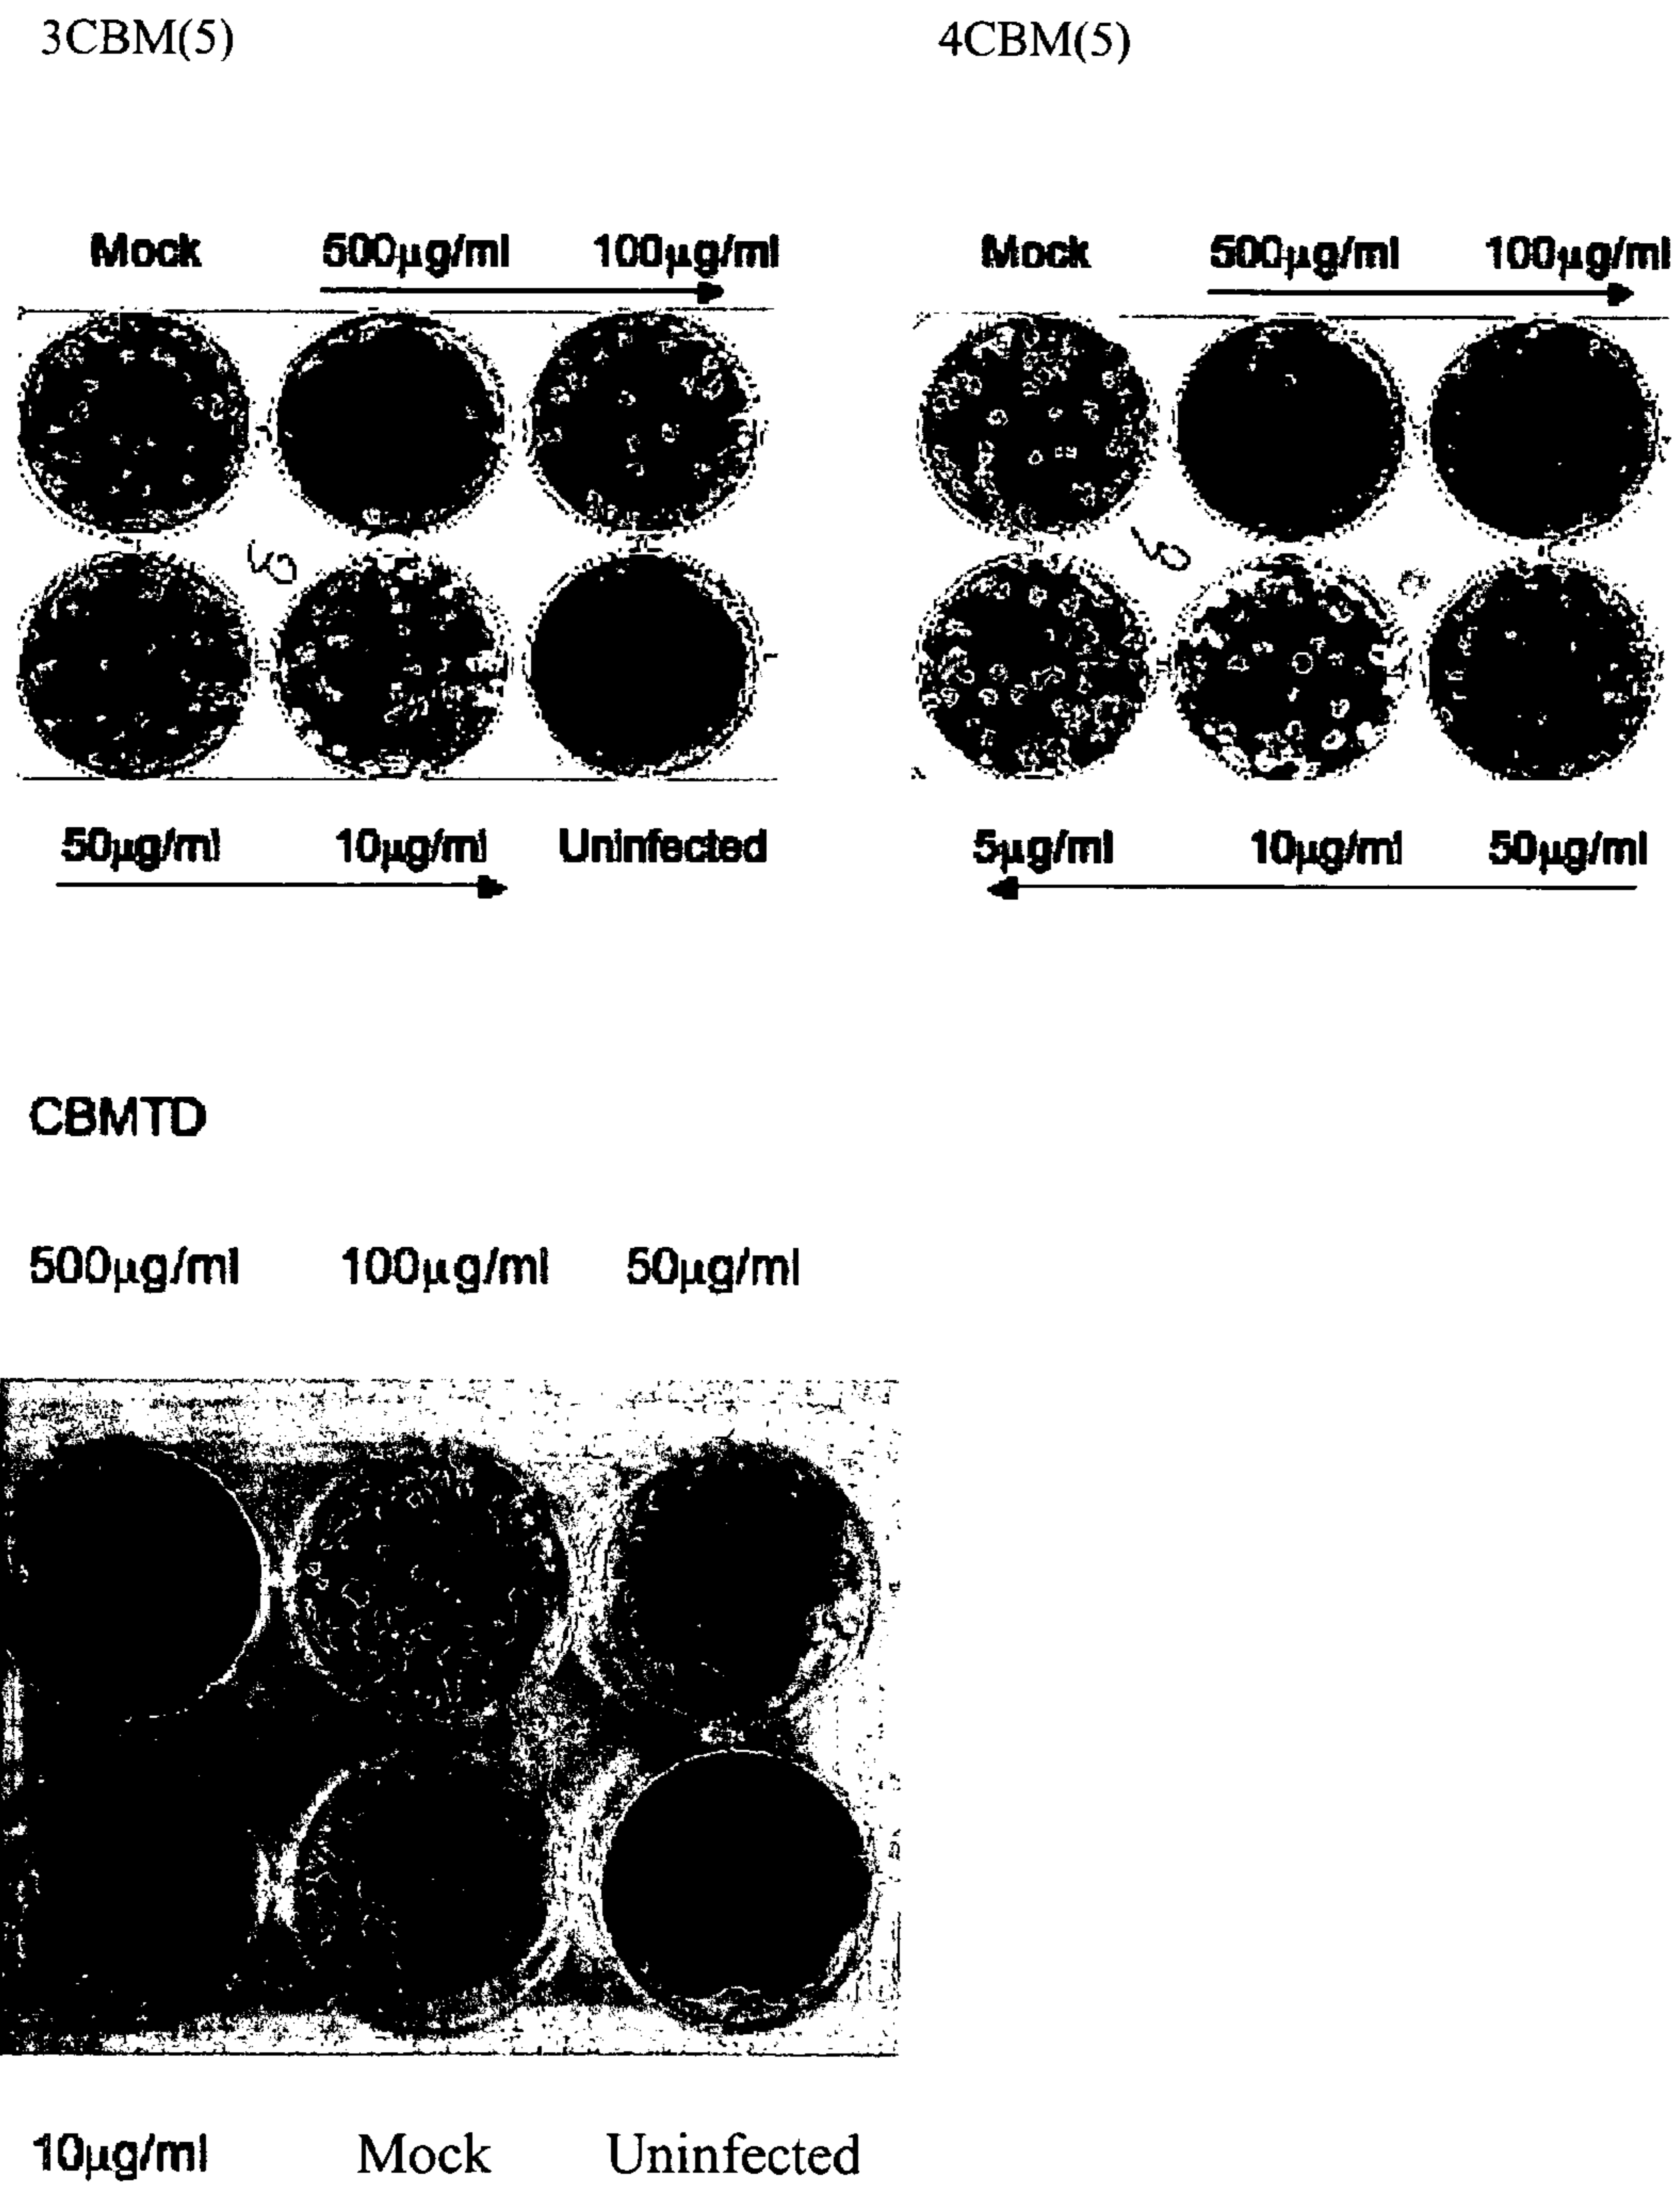 3CBM(5)
4CBM(5)
Mock 500μg/ml 100μg/ml
Mock 500μg/ml 100μg/ml
50μg/ml 10μg/ml Uninfected
5μg/ml 10μg/ml 50μg/ml
CBMTD
500μg/ml 100μg/ml 50μg/ml
10μg/ml Mock Uninfected